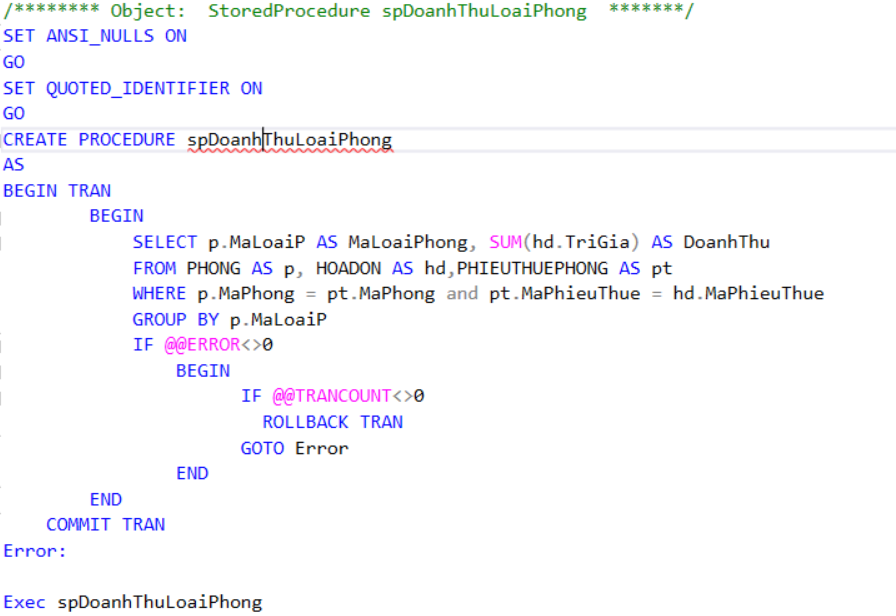 /******** Object:  StoredProcedure spDoanhThuLoaiPhong  *******/
SET ANSI_NULLS ON
GO
SET QUOTED_IDENTIFIER ON
GO
CREATE PROCEDURE spDoanhThuLoaiPhong
AS
BEGIN TRAN
        BEGIN
            SELECT p.MaLoaiP AS MaLoaiPhong, SUM(hd.TriGia) AS DoanhThu
            FROM PHONG AS p, HOADON AS hd,PHIEUTHUEPHONG AS pt
            WHERE p.MaPhong = pt.MaPhong and pt.MaPhieuThue = hd.MaPhieuThue
            GROUP BY p.MaLoaiP
            IF @@ERROR<>0
                BEGIN
                      IF @@TRANCOUNT<>0
                        ROLLBACK TRAN
                      GOTO Error
                END
        END
    COMMIT TRAN
Error:
Exec spDoanhThuLoaiPhong